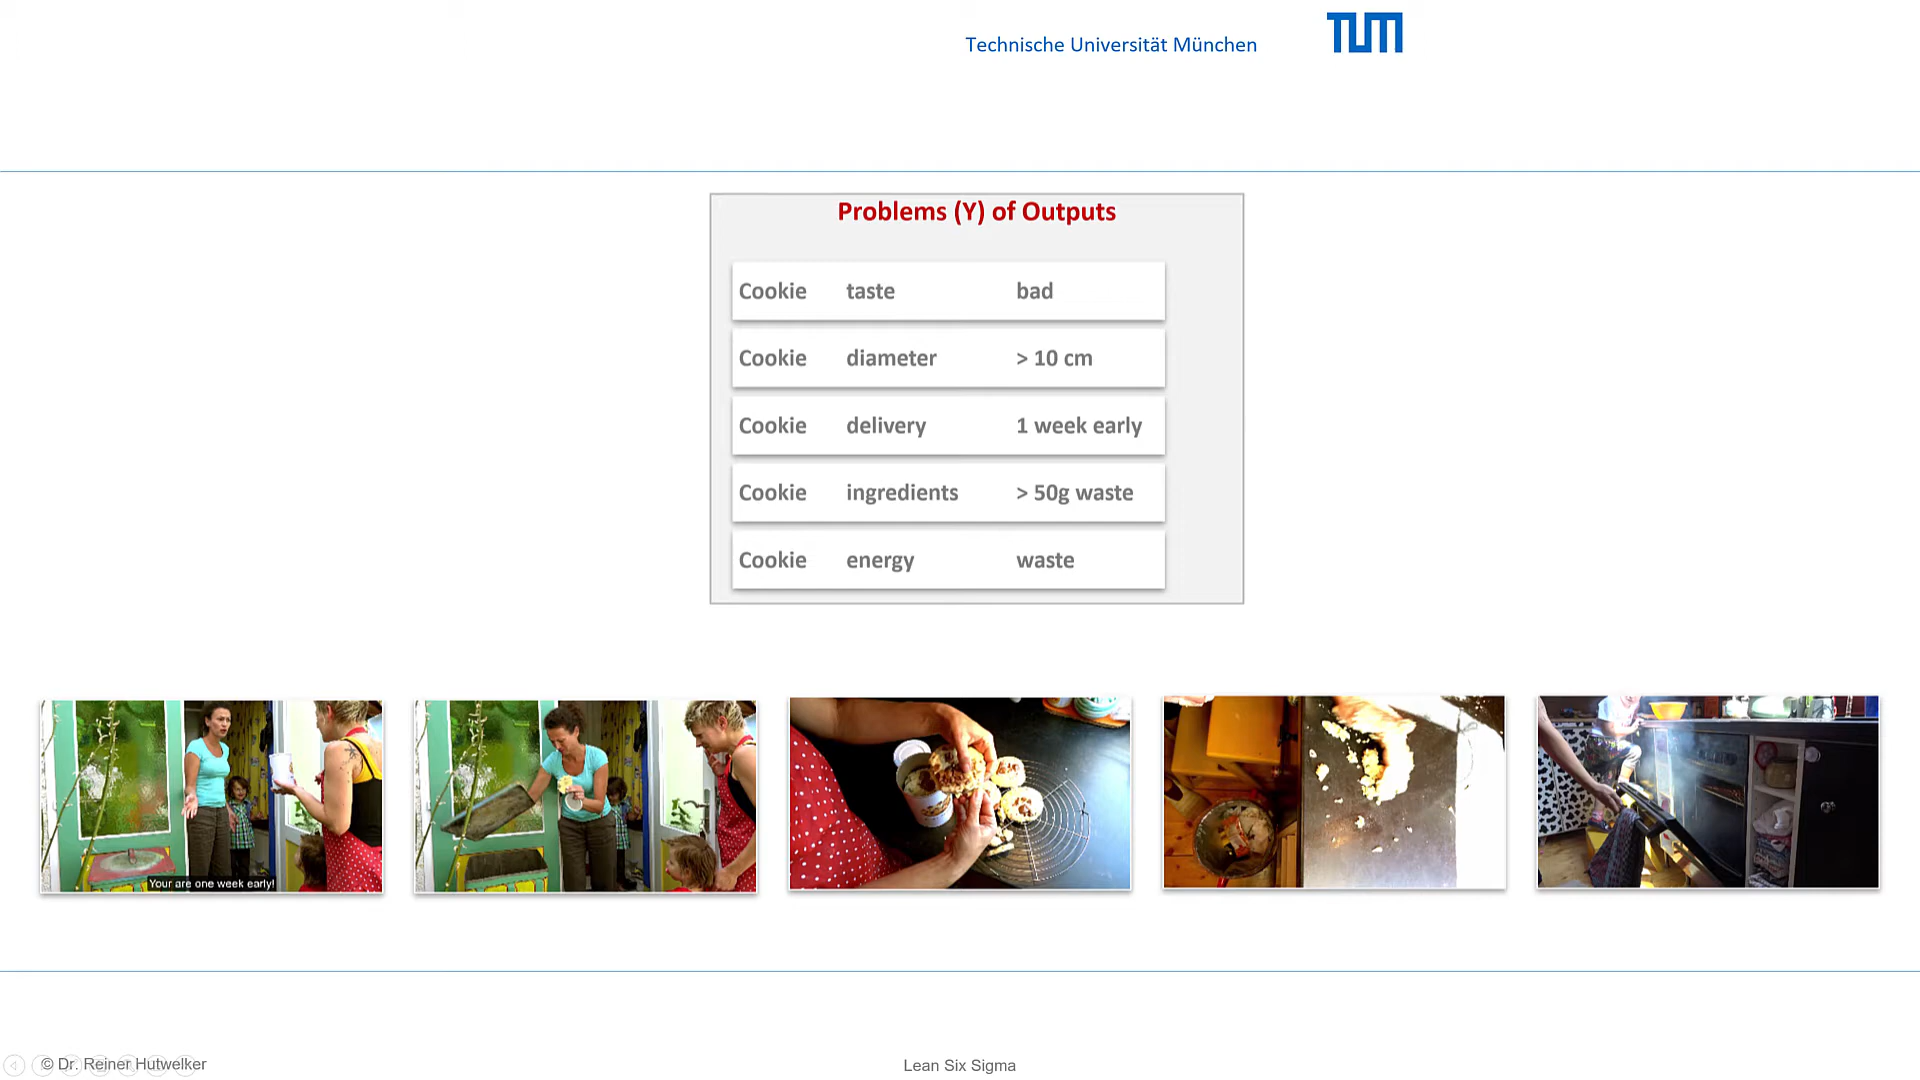 Technische Universität München
TUM
Problems (Y) of Outputs
Cookie taste bad
Cookie diameter > 10 cm
Cookie delivery 1 week early
Cookie ingredients > 50g waste
Cookie energy waste
Your are one week early!
© Dr. Reiner Hutwelker
Lean Six Sigma